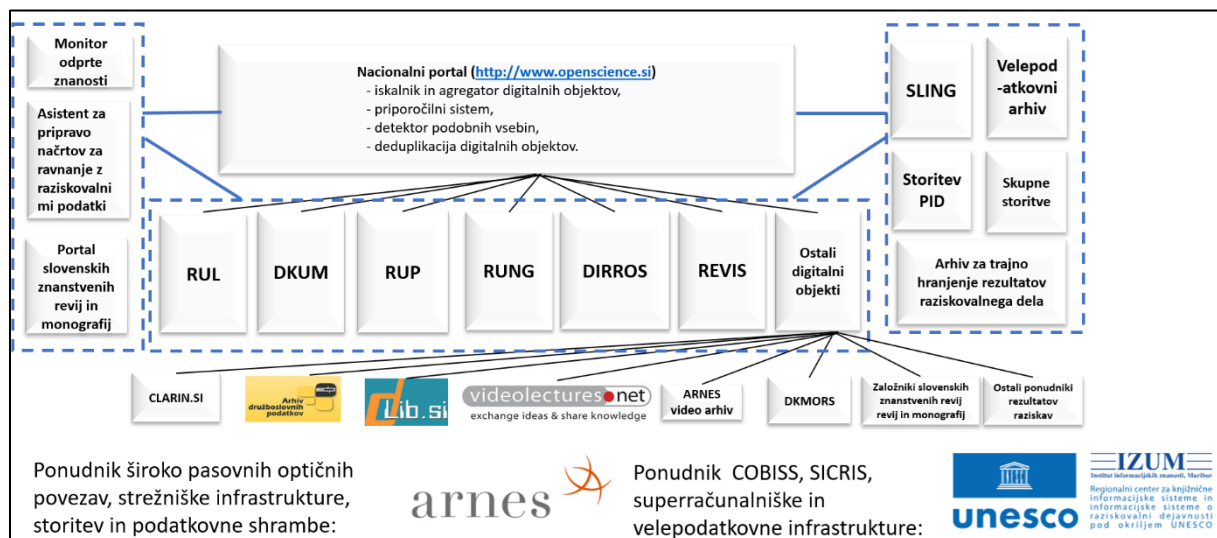 Monitor
odprte
znanosti
Asistent za
pripravo
načrtov za
ravnanje z
raziskovalni
mi podatki
Portal
slovenskih
znanstvenih
revij in
monografij
Nacionalni portal (http://www.openscience.si)
- iskalnik in agregator digitalnih objektov,
- priporočilni sistem,
- detektor podobnih vsebin,
- deduplikacija digitalnih objektov.
SLING
Velepod
-atkovni
arhiv
Storitev
PID
Skupne
storitve
Arhiv za trajno
hranjenje rezultatov
raziskovalnega dela
RUL
DKUM
RUP
RUNG
DIRROS
REVIS
Ostali
digitalni
objekti
CLARIN.SI
Arhiv
družboslovnih
podatkov
dLib.si
videolectures.net
exchange ideas & share knowledge
ARNES
video arhiv
DKMORS
Založniki slovenskih
znanstvenih revij
revij in monografij
Ostali ponudniki
rezultatov
raziskav
Ponudnik široko pasovnih optičnih
povezav, strežniške infrastrukture,
storitev in podatkovne shrambe:
arnes
Ponudnik COBISS, SICRIS,
superračunalniške in
velepodatkovne infrastrukture:
unesco
IZUM
Institut informacijskih znanosti, Maribor
Regionalni center za knjižnične
informacijske sisteme in
informacijske sisteme o
raziskovalni dejavnosti
pod okriljem UNESCO